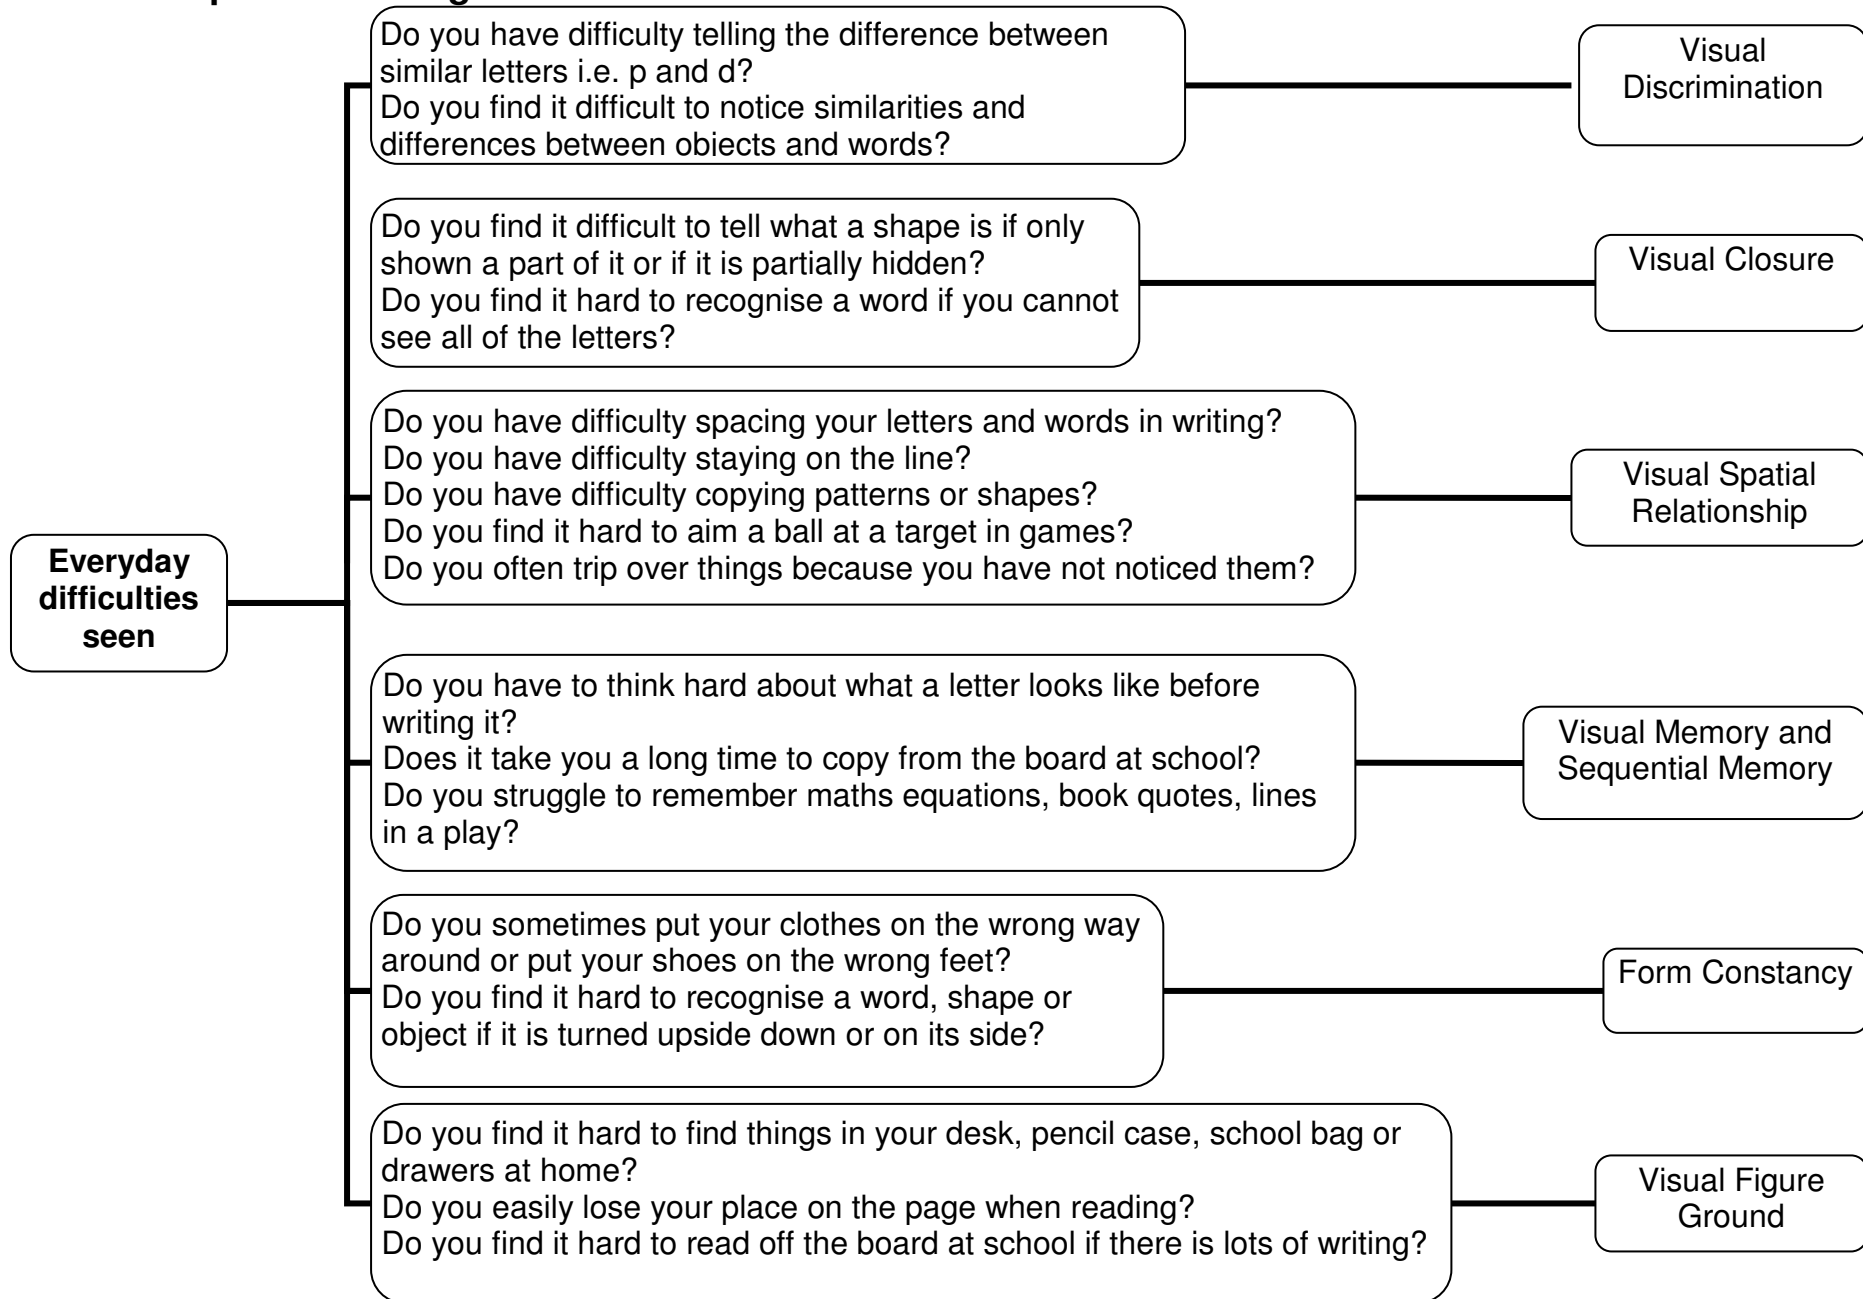 Do you have difficulty telling the difference between
similar letters i.e. p and d?
Do you find it difficult to notice similarities and
differences between objects and words?
Visual
Discrimination
Do you find it difficult to tell what a shape is if only
shown a part of it or if it is partially hidden?
Do you find it hard to recognise a word if you cannot
see all of the letters?
Visual Closure
Do you have difficulty spacing your letters and words in writing?
Do you have difficulty staying on the line?
Do you have difficulty copying patterns or shapes?
Do you find it hard to aim a ball at a target in games?
Do you often trip over things because you have not noticed them?
Visual Spatial
Relationship
Everyday
difficulties
seen
Do you have to think hard about what a letter looks like before
writing it?
Does it take you a long time to copy from the board at school?
Do you struggle to remember maths equations, book quotes, lines
in a play?
Visual Memory and
Sequential Memory
Do you sometimes put your clothes on the wrong way
around or put your shoes on the wrong feet?
Do you find it hard to recognise a word, shape or
object if it is turned upside down or on its side?
Form Constancy
Do you find it hard to find things in your desk, pencil case, school bag or
drawers at home?
Do you easily lose your place on the page when reading?
Do you find it hard to read off the board at school if there is lots of writing?
Visual Figure
Ground